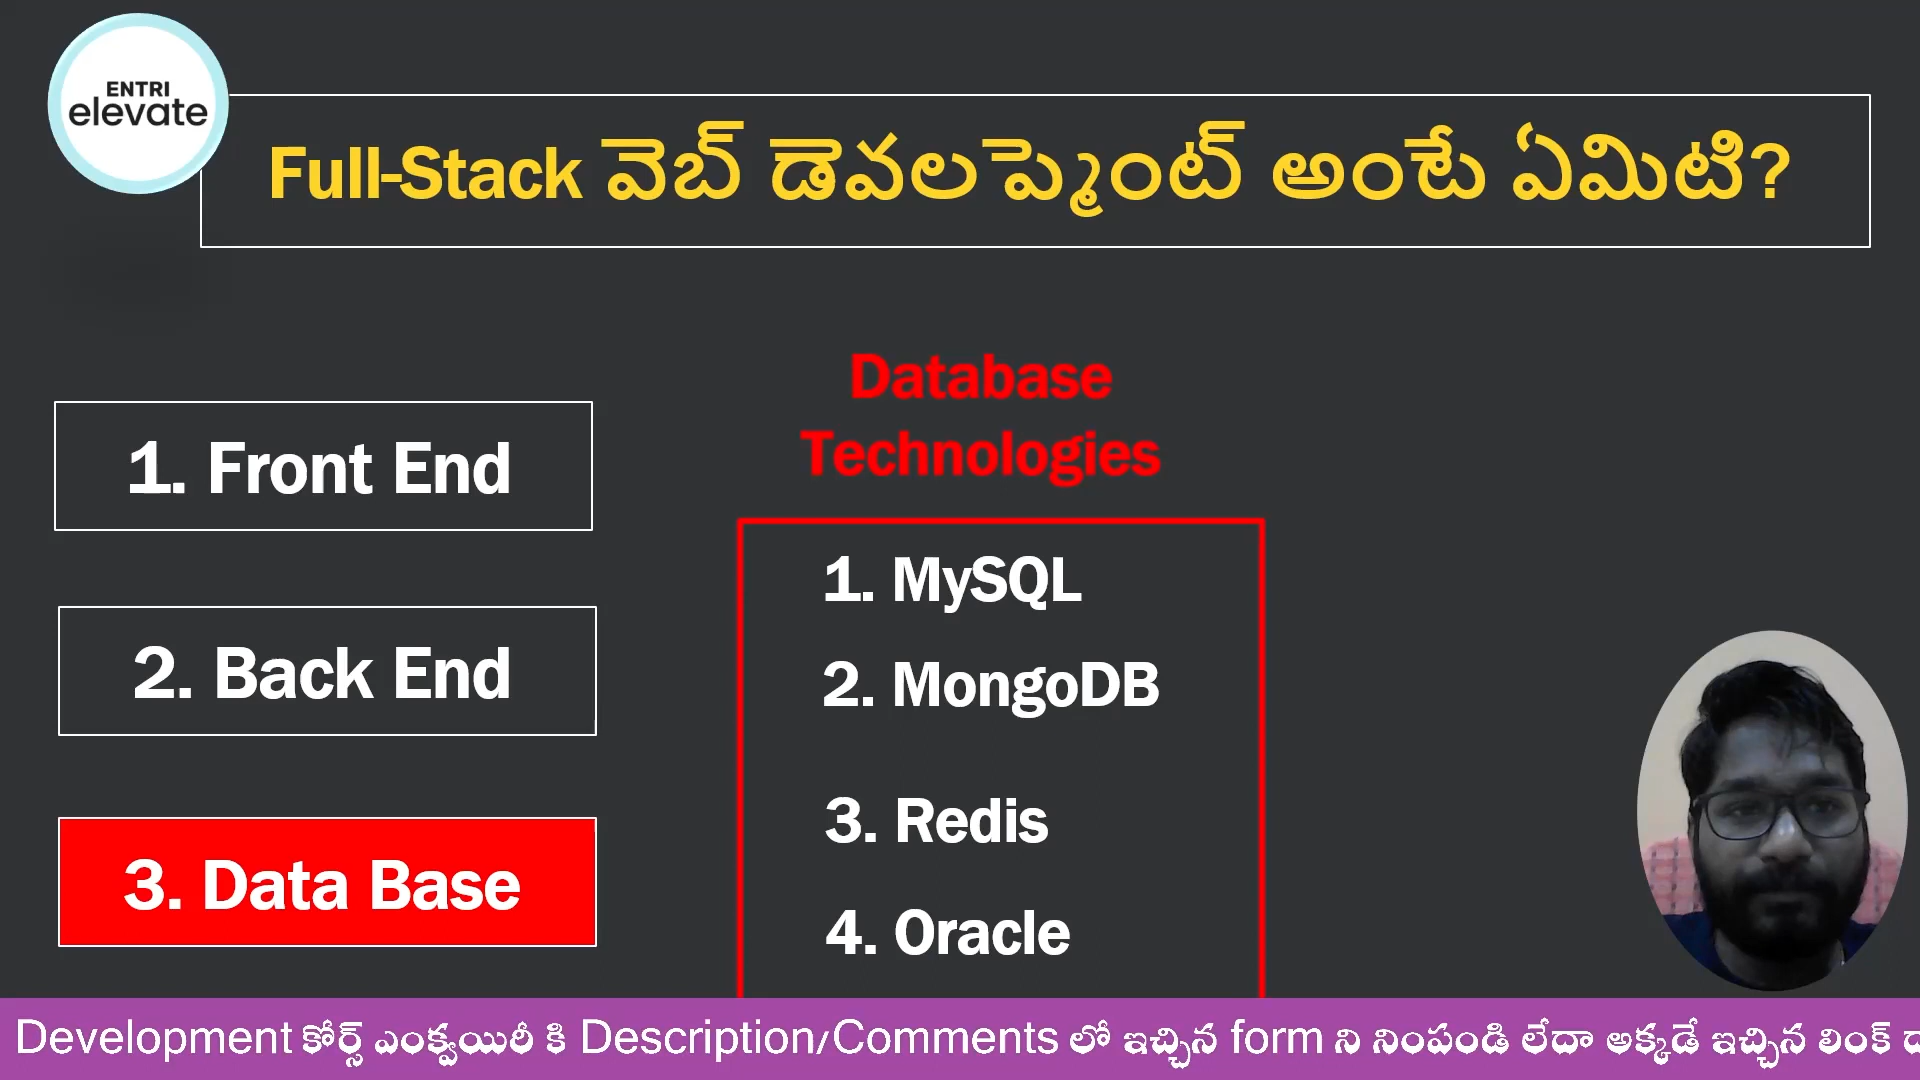 ENTRI
elevate
Full-Stack వెబ్ డెవలప్మెంట్ అంటే ఏమిటి?
1. Front End
2. Back End
3. Data Base
Database
Technologies
1. MySQL
2. MongoDB
3. Redis
4. Oracle
Development కోర్స్ ఎంక్వయిరీ కి Description/Comments లో ఇచ్చిన form ని నింపండి లేదా అక్కడే ఇచ్చిన లింక్